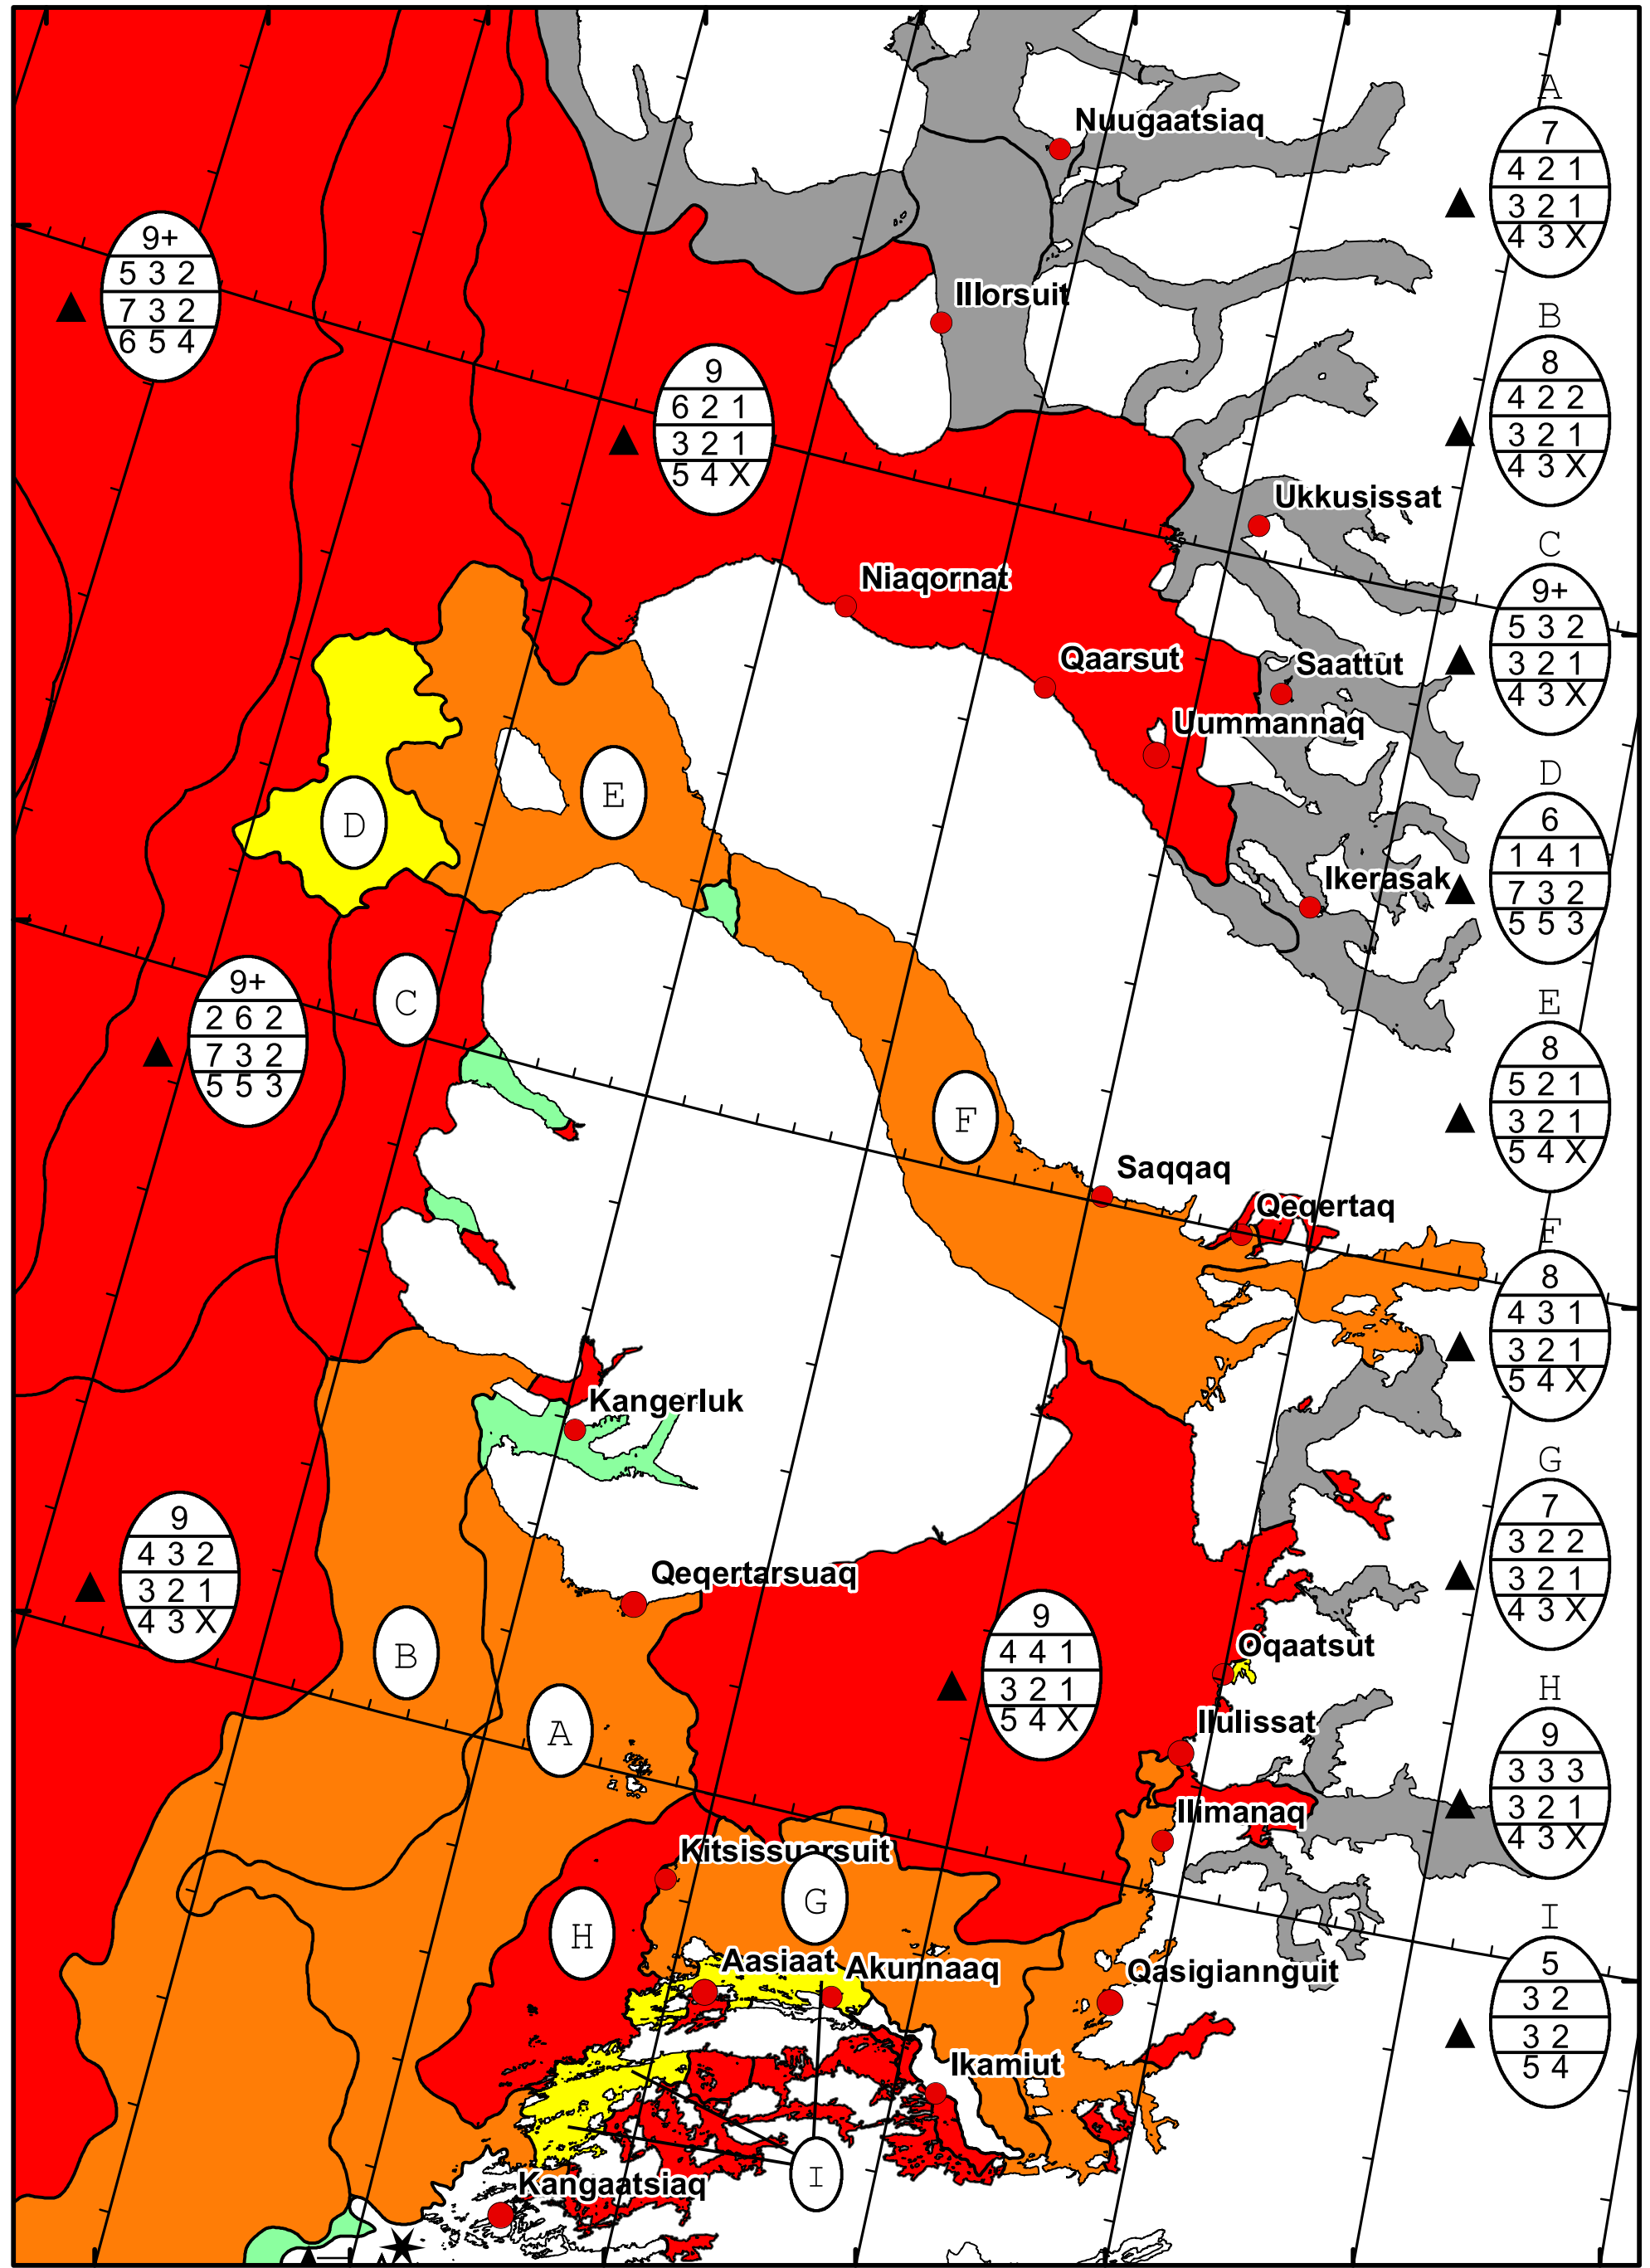 A
7
4 2 1
3 2 1
4 3 X
B
8
4 2 2
3 2 1
4 3 X
C
9+
5 3 2
3 2 1
4 3 X
D
6
1 4 1
7 3 2
5 5 3
E
8
5 2 1
3 2 1
5 4 X
F
8
4 3 1
3 2 1
5 4 X
G
7
3 2 2
3 2 1
4 3 X
H
9
3 3 3
3 2 1
4 3 X
I
5
3 2
3 2
5 4
9+
5 3 2
7 3 2
6 5 4
9
6 2 1
3 2 1
5 4 X
9+
2 6 2
7 3 2
5 5 3
9
4 3 2
3 2 1
4 3 X
9
4 4 1
3 2 1
5 4 X
Nuugaatsiaq
Illorsuit
Ukkusissat
Niaqornat
Qaarsut
Saattut
Uummannaq
Ikerasak
D
E
C
F
Saqqaq
Qeqertaq
Kangerluk
Qeqertarsuaq
B
A
Oqaatsut
Ilulissat
Ilimanaq
Kitsissuarsuit
G
H
Aasiaat
Akunnaaq
Qasigiannguit
Ikamiut
I
Kangaatsiaq